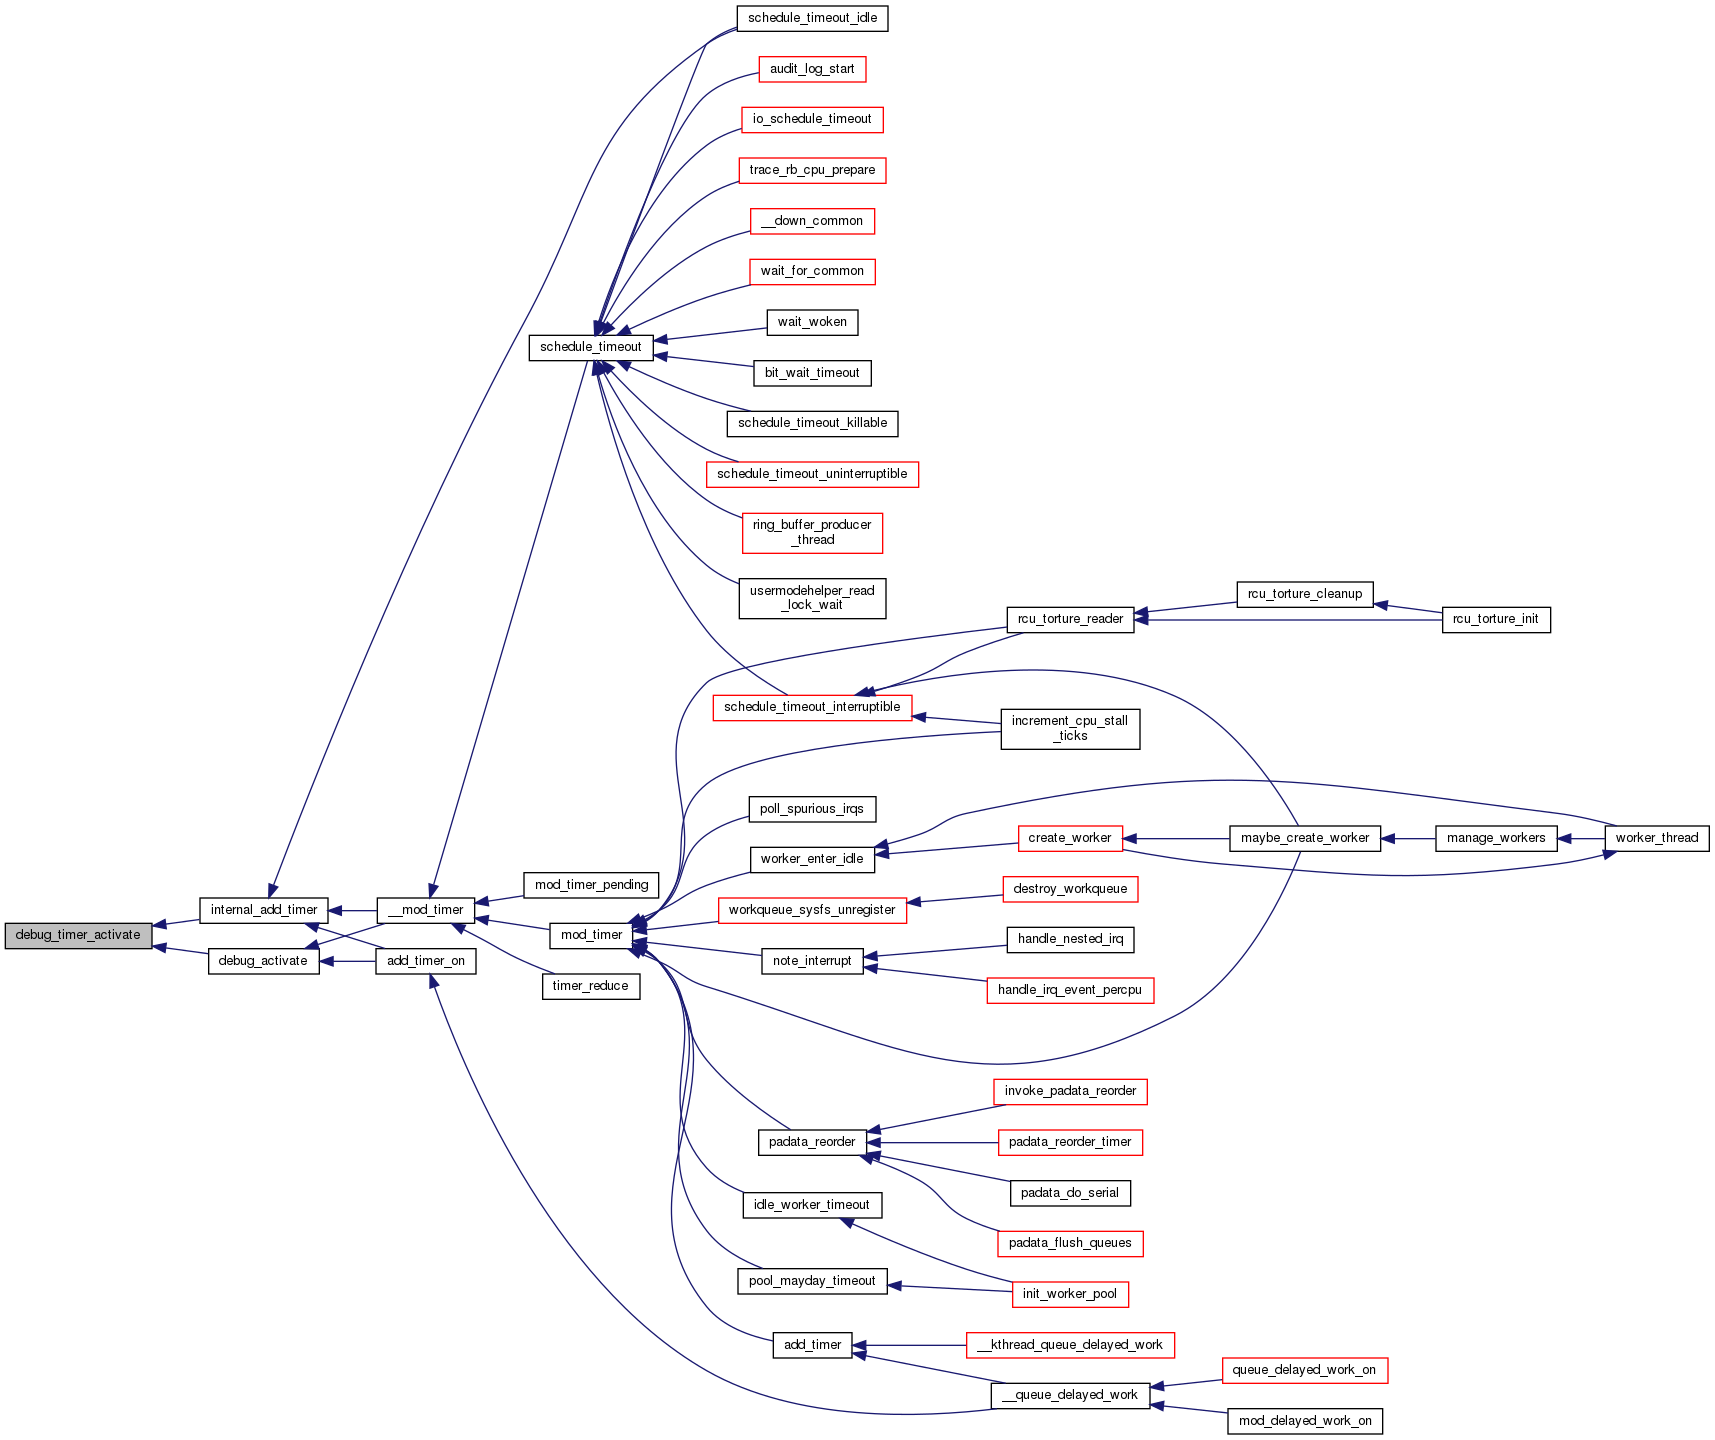 schedule_timeout_idle
audit_log_start
io_schedule_timeout
trace_rb_cpu_prepare
__down_common
wait_for_common
wait_woken
schedule_timeout
bit_wait_timeout
schedule_timeout_killable
schedule_timeout_uninterruptible
ring_buffer_producer
_thread
usermodehelper_read
_lock_wait
rcu_torture_cleanup
rcu_torture_reader
rcu_torture_init
schedule_timeout_interruptible
increment_cpu_stall
_ticks
poll_spurious_irqs
create_worker
maybe_create_worker
manage_workers
worker_thread
worker_enter_idle
mod_timer_pending
destroy_workqueue
internal_add_timer
__mod_timer
workqueue_sysfs_unregister
debug_timer_activate
mod_timer
handle_nested_irq
debug_activate
add_timer_on
note_interrupt
timer_reduce
handle_irq_event_percpu
invoke_padata_reorder
padata_reorder
padata_reorder_timer
padata_do_serial
idle_worker_timeout
padata_flush_queues
pool_mayday_timeout
init_worker_pool
add_timer
__kthread_queue_delayed_work
queue_delayed_work_on
__queue_delayed_work
mod_delayed_work_on